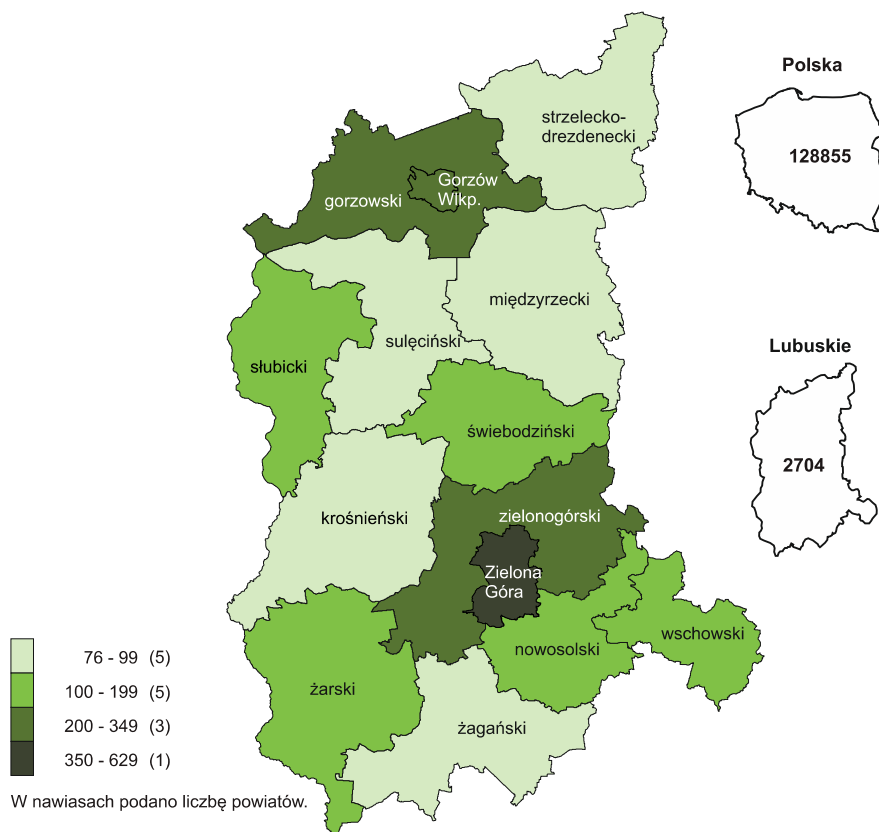 Polska
128855
strzelecko-
drezdenecki
Gorzów
Wlkp.
gorzowski
międzyrzecki
sulęciński
słubicki
Lubuskie
2704
świebodziński
krośnieński
zielonogórski
Zielona
Góra
nowosolski
wschowski
żarski
żagański
76 - 99 (5)
100 - 199 (5)
200 - 349 (3)
350 - 629 (1)
W nawiasach podano liczbę powiatów.